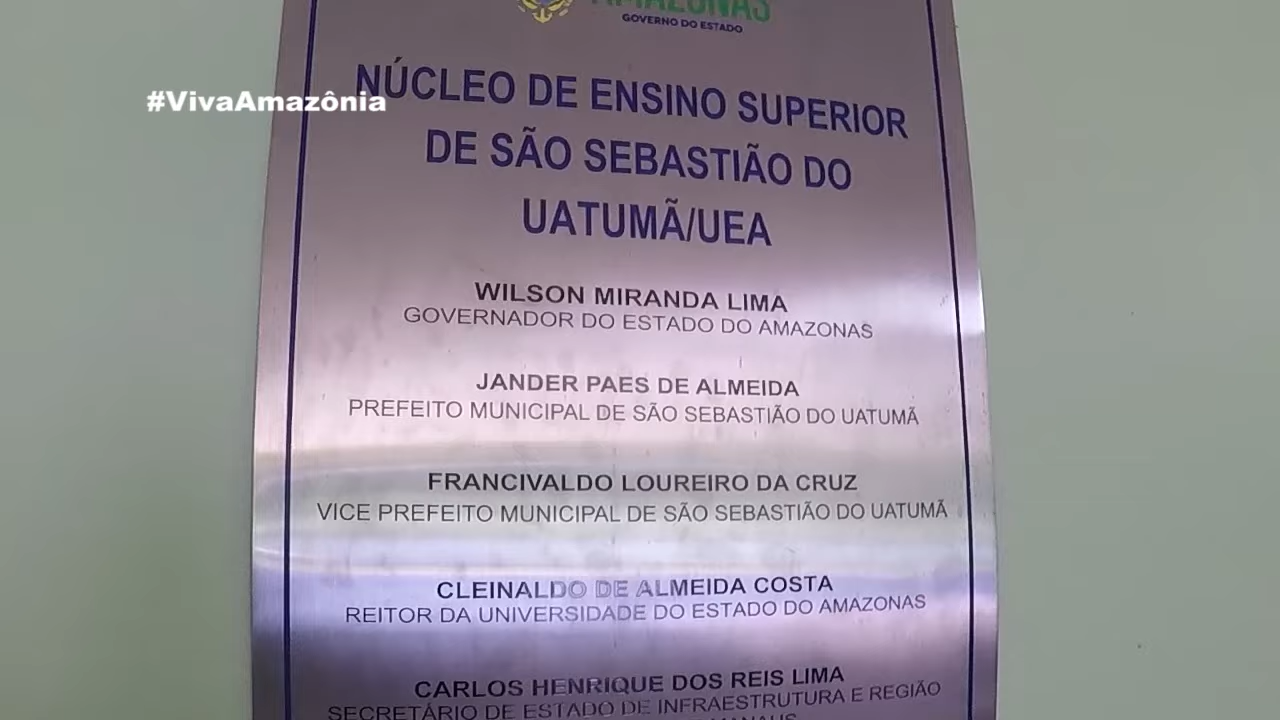 AMAZONAS
GOVERNO DO ESTADO
#VivaAmazônia
NÚCLEO DE ENSINO SUPERIOR
DE SÃO SEBASTIÃO DO
UATUMÃ/UEA
WILSON MIRANDA LIMA
GOVERNADOR DO ESTADO DO AMAZONAS
JANDER PAES DE ALMEIDA
PREFEITO MUNICIPAL DE SÃO SEBASTIÃO DO UATUMÃ
FRANCIVALDO LOUREIRO DA CRUZ
VICE PREFEITO MUNICIPAL DE SÃO SEBASTIÃO DO UATUMÃ
CLEINALDO DE ALMEIDA COSTA
REITOR DA UNIVERSIDADE DO ESTADO DO AMAZONAS
CARLOS HENRIQUE DOS REIS LIMA
SECRETÁRIO DE ESTADO DE INFRAESTRUTURA E REGIÃO
MANAUS